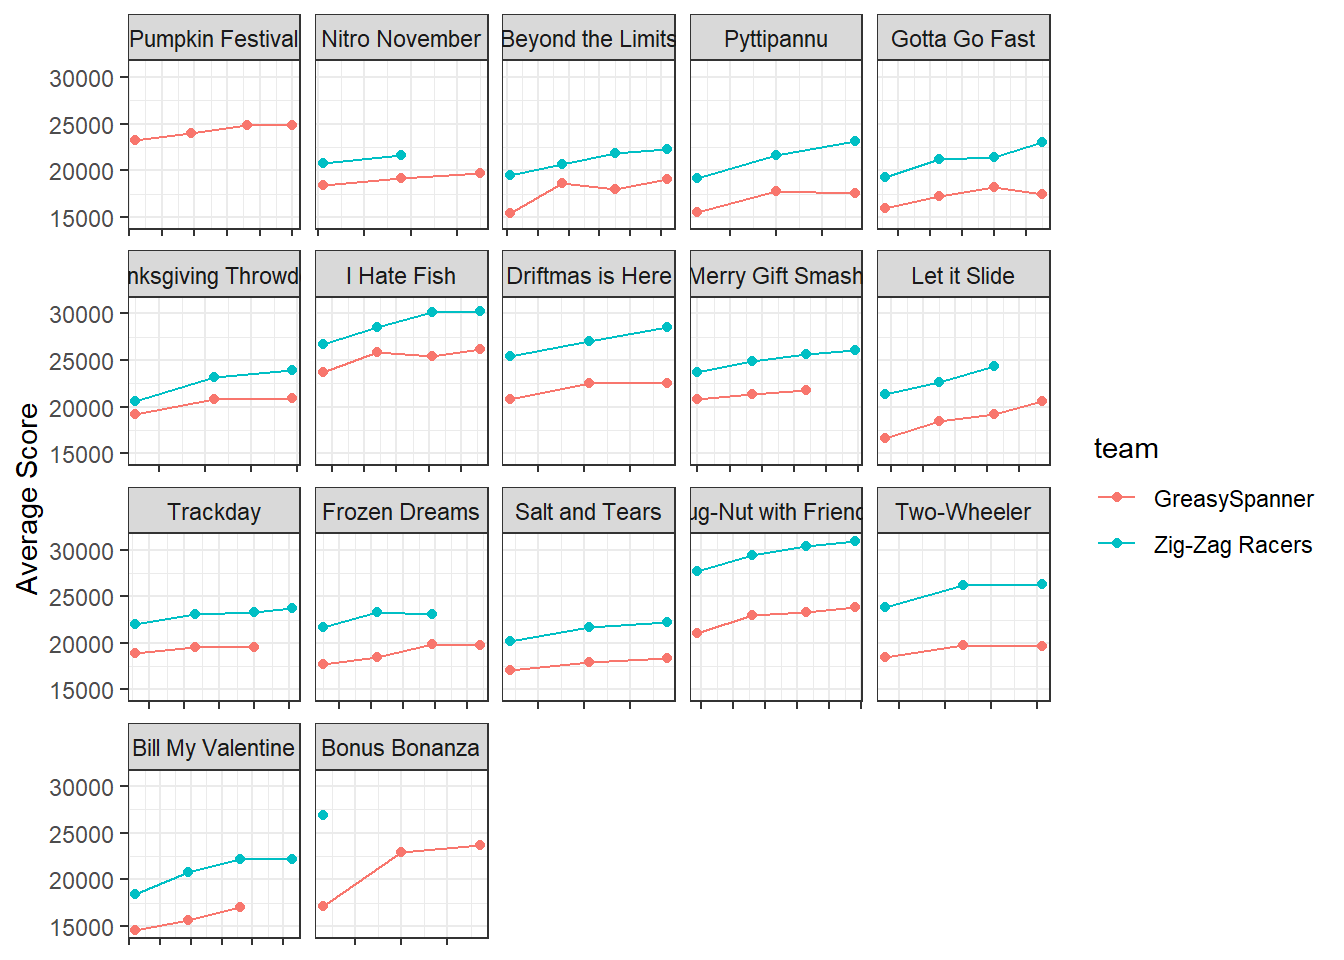 Pumpkin Festival
Nitro November
Beyond the Limits
Pyttipannu
Gotta Go Fast
30000
25000
20000
15000
nksgiving Throwd
I Hate Fish
Driftmas is Here
Merry Gift Smash
Let it Slide
30000
25000
20000
15000
Average Score
Trackday
Frozen Dreams
Salt and Tears
ug-Nut with Friend
Two-Wheeler
30000
25000
20000
15000
Bill My Valentine
Bonus Bonanza
30000
25000
20000
15000
team
GreasySpanner
Zig-Zag Racers